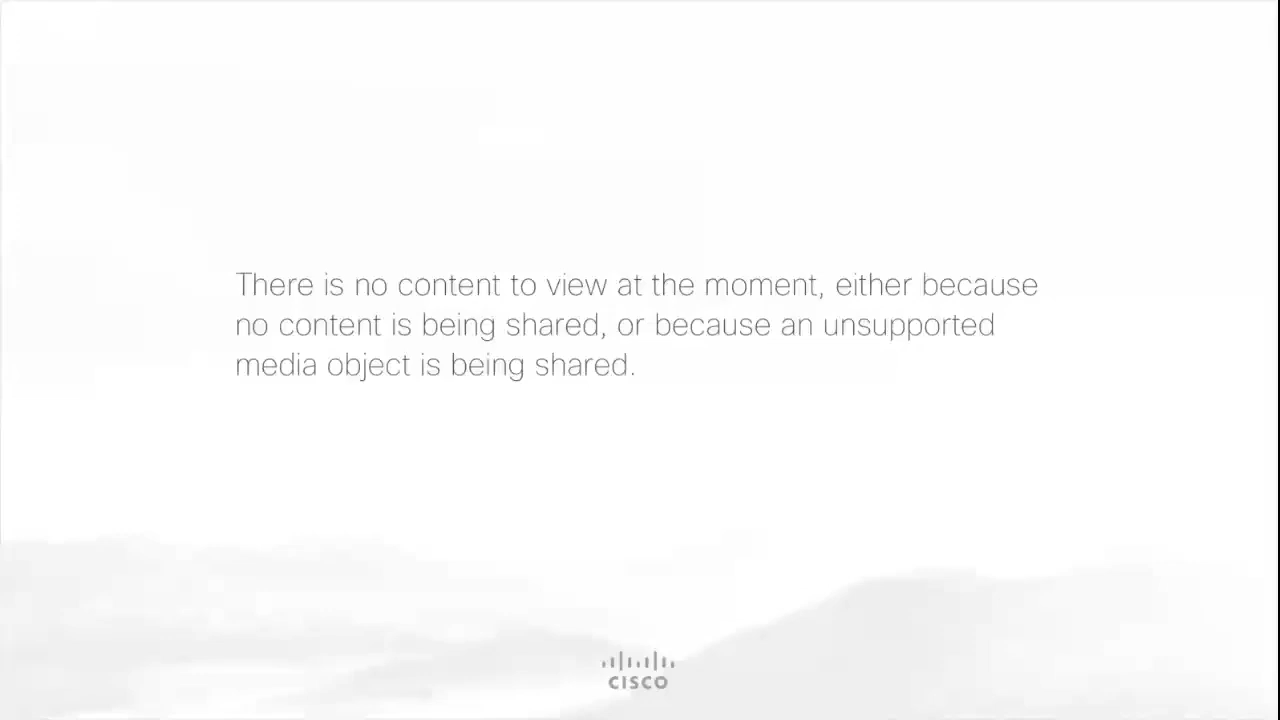 There is no content to view at the moment, either because
no content is being shared, or because an unsupported
media object is being shared.
CISCO